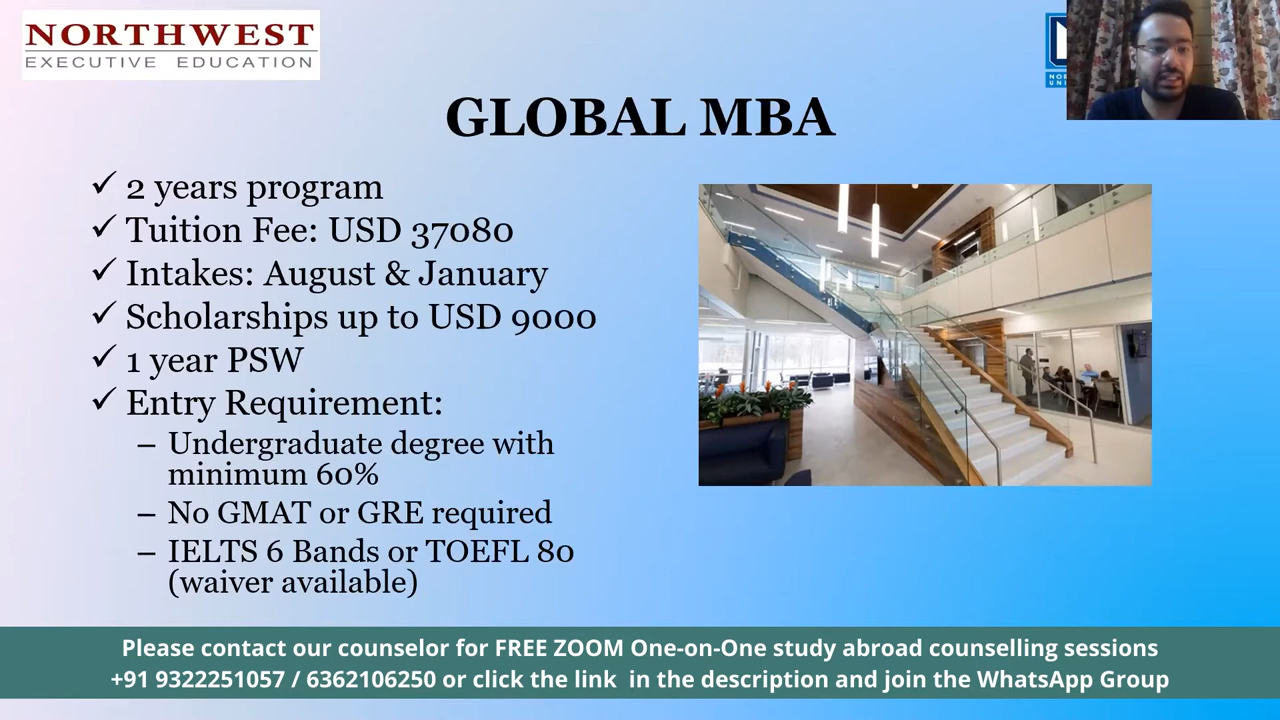 NORTHWEST
EXECUTIVE EDUCATION
GLOBAL MBA
✓ 2 years program
✓ Tuition Fee: USD 37080
✓ Intakes: August & January
✓ Scholarships up to USD 9000
✓ 1 year PSW
✓ Entry Requirement:
– Undergraduate degree with
minimum 60%
– No GMAT or GRE required
– IELTS 6 Bands or TOEFL 80
(waiver available)
Please contact our counselor for FREE ZOOM One-on-One study abroad counselling sessions
+91 9322251057 / 6362106250 or click the link in the description and join the WhatsApp Group